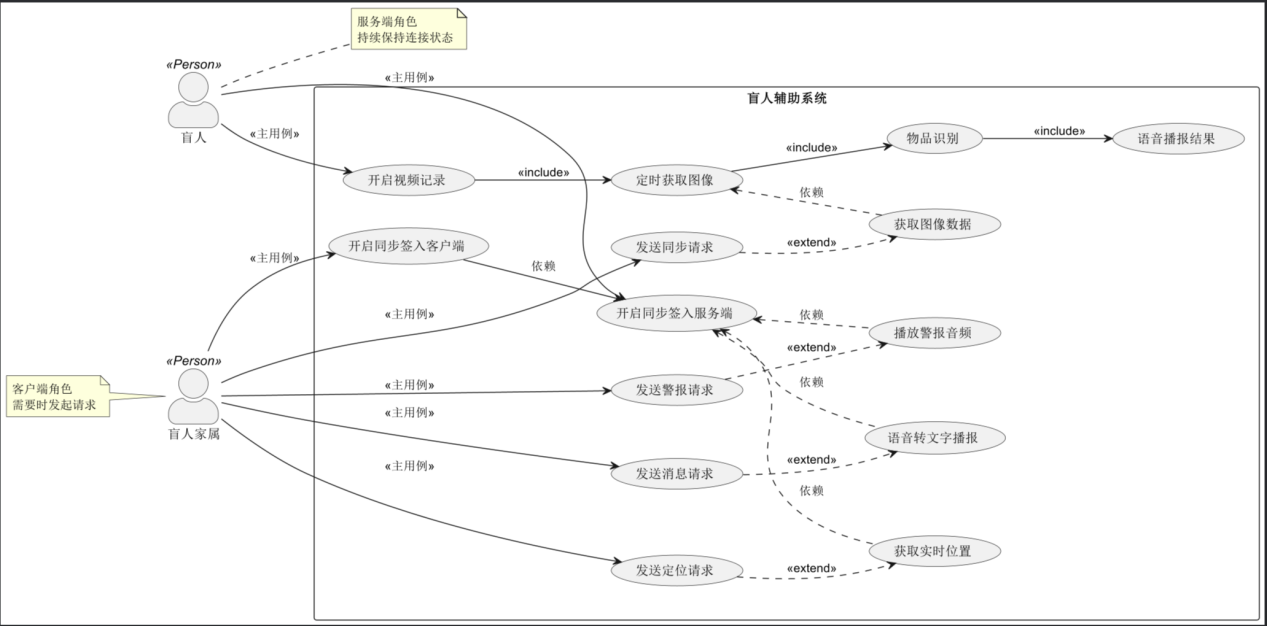 服务端角色
持续保持连接状态
«Person»
盲人
«主用例»
«主用例»
盲人辅助系统
开启视频记录
«include»
定时获取图像
«include»
物品识别
«include»
语音播报结果
依赖
获取图像数据
«主用例»
开启同步签入客户端
依赖
发送同步请求
«extend»
«主用例»
开启同步签入服务端
依赖
播放警报音频
«extend»
«Person»
盲人家属
客户端角色
需要时发起请求
«主用例»
发送警报请求
依赖
«主用例»
语音转文字播报
«extend»
发送消息请求
«主用例»
依赖
获取实时位置
«extend»
发送定位请求